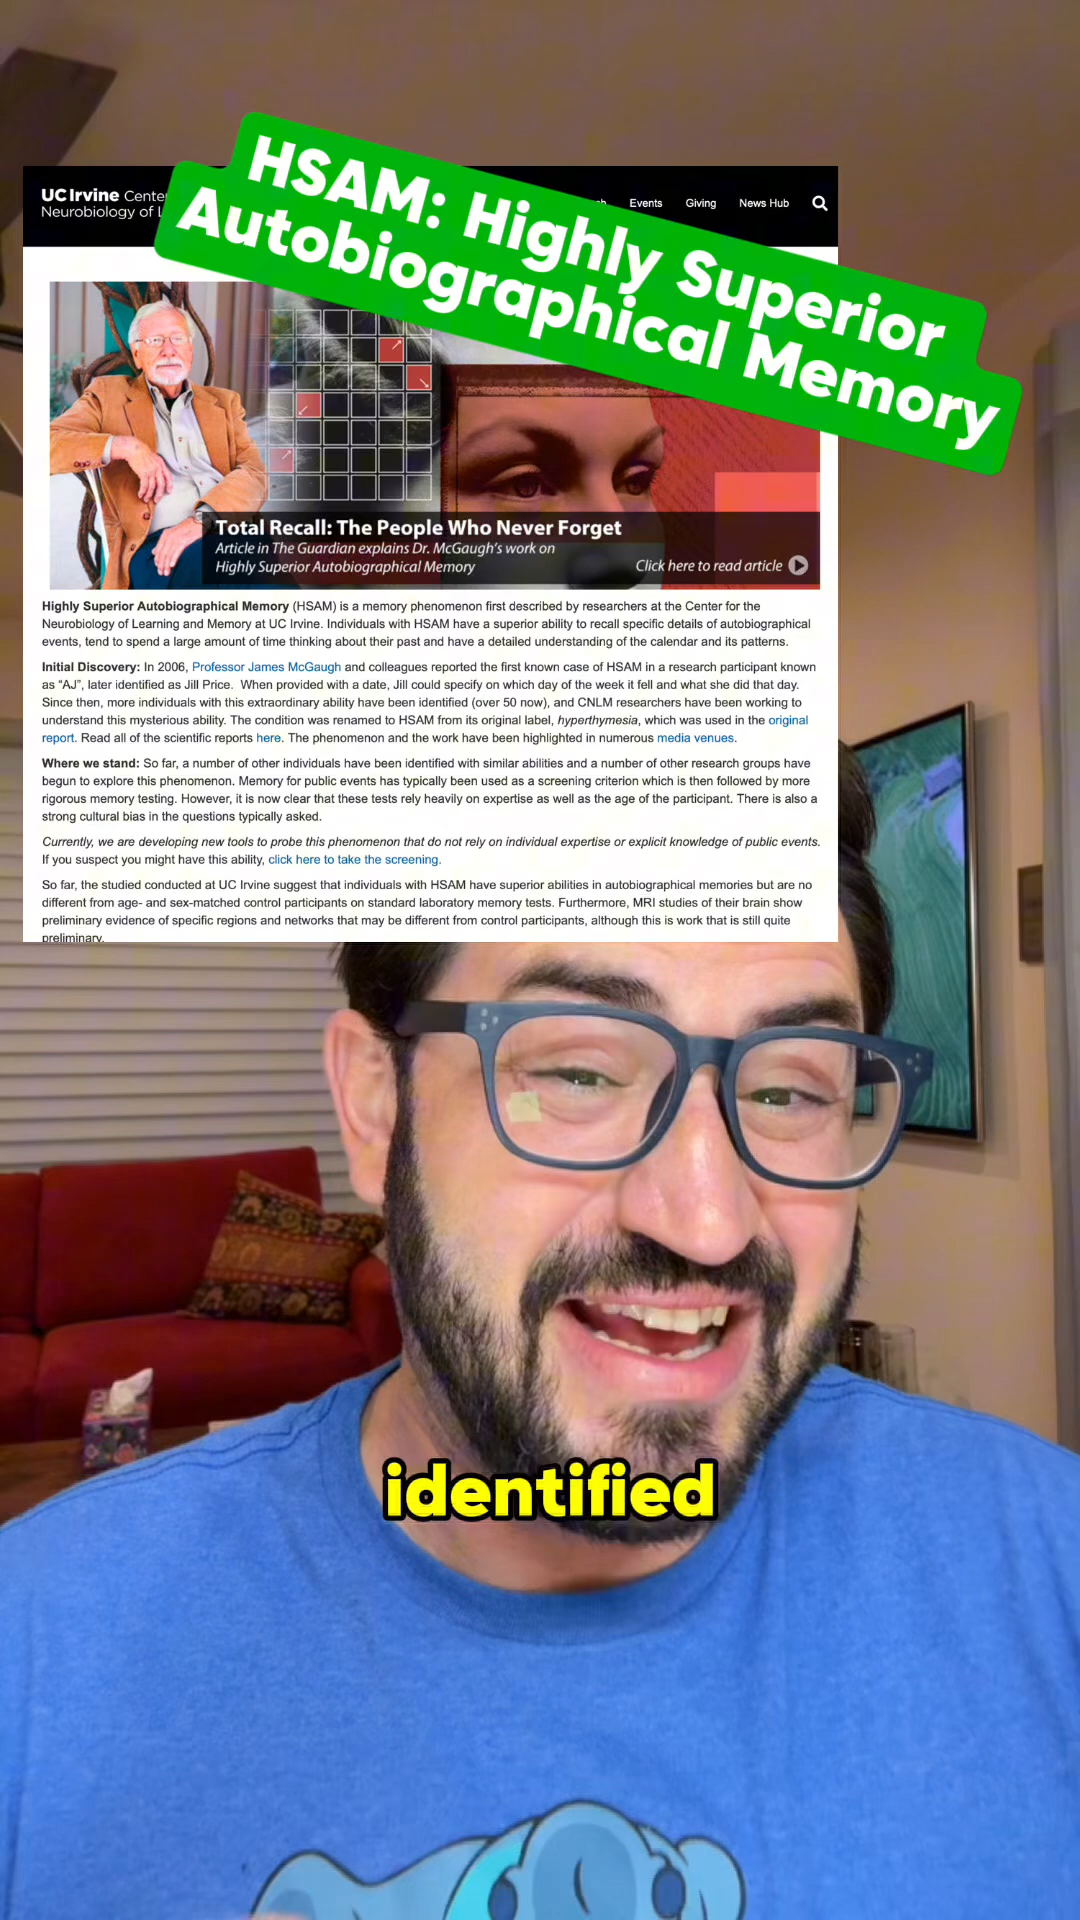 HSAM: Highly Superior
Autobiographical Memory
UC Irvine
Neurobiology of
Events
Giving
News Hub
Total Recall: The People Who Never Forget
Article in The Guardian explains Dr. McGaugh's work on
Highly Superior Autobiographical Memory
Click here to read article
Highly Superior Autobiographical Memory (HSAM) is a memory phenomenon first described by researchers at the Center for the
Neurobiology of Learning and Memory at UC Irvine. Individuals with HSAM have a superior ability to recall specific details of autobiographical
events, tend to spend a large amount of time thinking about their past and have a detailed understanding of the calendar and its patterns.
Initial Discovery: In 2006, Professor James McGaugh and colleagues reported the first known case of HSAM in a research participant known
as “AJ”, later identified as Jill Price. When provided with a date, Jill could specify on which day of the week it fell and what she did that day.
Since then, more individuals with this extraordinary ability have been identified (over 50 now), and CNLM researchers have been working to
understand this mysterious ability. The condition was renamed to HSAM from its original label, hyperthymesia, which was used in the original
report. Read all of the scientific reports here. The phenomenon and the work have been highlighted in numerous media venues.
Where we stand: So far, a number of other individuals have been identified with similar abilities and a number of other research groups have
begun to explore this phenomenon. Memory for public events has typically been used as a screening criterion which is then followed by more
rigorous memory testing. However, it is now clear that these tests rely heavily on expertise as well as the age of the participant. There is also a
strong cultural bias in the questions typically asked.
Currently, we are developing new tools to probe this phenomenon that do not rely on individual expertise or explicit knowledge of public events.
If you suspect you might have this ability, click here to take the screening.
So far, the studied conducted at UC Irvine suggest that individuals with HSAM have superior abilities in autobiographical memories but are no
different from age- and sex-matched control participants on standard laboratory memory tests. Furthermore, MRI studies of their brain show
preliminary evidence of specific regions and networks that may be different from control participants, although this is work that is still quite
preliminary.
identified